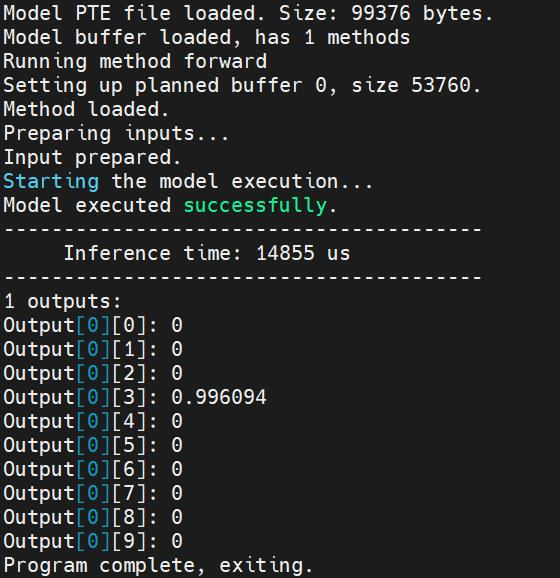 Model PTE file loaded. Size: 99376 bytes.
Model buffer loaded, has 1 methods
Running method forward
Setting up planned buffer 0, size 53760.
Method loaded.
Preparing inputs...
Input prepared.
Starting the model execution...
Model executed successfully.
----------------------------------------
     Inference time: 14855 us
----------------------------------------
1 outputs:
Output[0][0]: 0
Output[0][1]: 0
Output[0][2]: 0
Output[0][3]: 0.996094
Output[0][4]: 0
Output[0][5]: 0
Output[0][6]: 0
Output[0][7]: 0
Output[0][8]: 0
Output[0][9]: 0
Program complete, exiting.